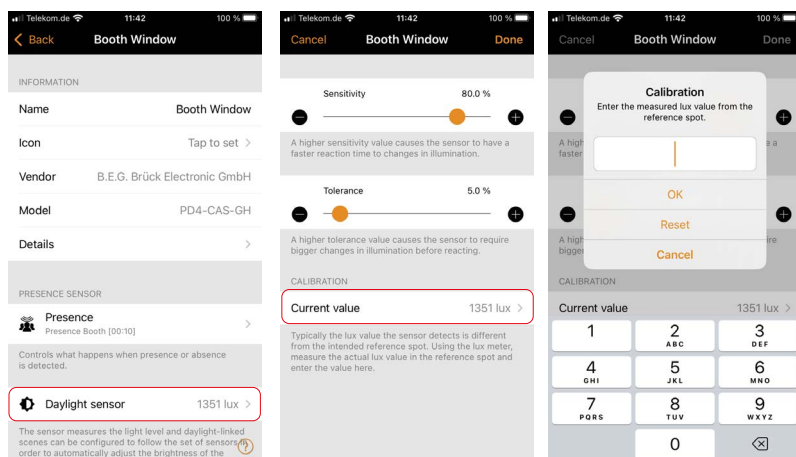 Telekom.de 11:42 100 %
Back Booth Window
INFORMATION
Name Booth Window
Icon Tap to set
Vendor B.E.G. Brück Electronic GmbH
Model PD4-CAS-GH
Details
PRESENCE SENSOR
Presence
Presence Booth [00:10]
Controls what happens when presence or absence
is detected.
Daylight sensor 1351 lux
The sensor measures the light level and daylight-linked
scenes can be configured to follow the set of sensors in
order to automatically adjust the brightness of the
?
Telekom.de 11:42 100 %
Cancel Booth Window Done
Sensitivity 80.0 %
A higher sensitivity value causes the sensor to have a
faster reaction time to changes in illumination.
Tolerance 5.0 %
A higher tolerance value causes the sensor to require
bigger changes in illumination before reacting.
CALIBRATION
Current value 1351 lux
Typically the lux value the sensor detects is different
from the intended reference spot. Using the lux meter,
measure the actual lux value in the reference spot and
enter the value here.
Telekom.de 11:42 100 %
Cancel Booth Window Done
Calibration
Enter the measured lux value from the
reference spot.
A high e a
faster
OK
Reset
Cancel
A high ire
bigger
CALIBRATION
Current value 1351 lux
1 2 3
ABC DEF
4 5 6
GHI JKL MNO
7 8 9
PQRS TUV WXYZ
0